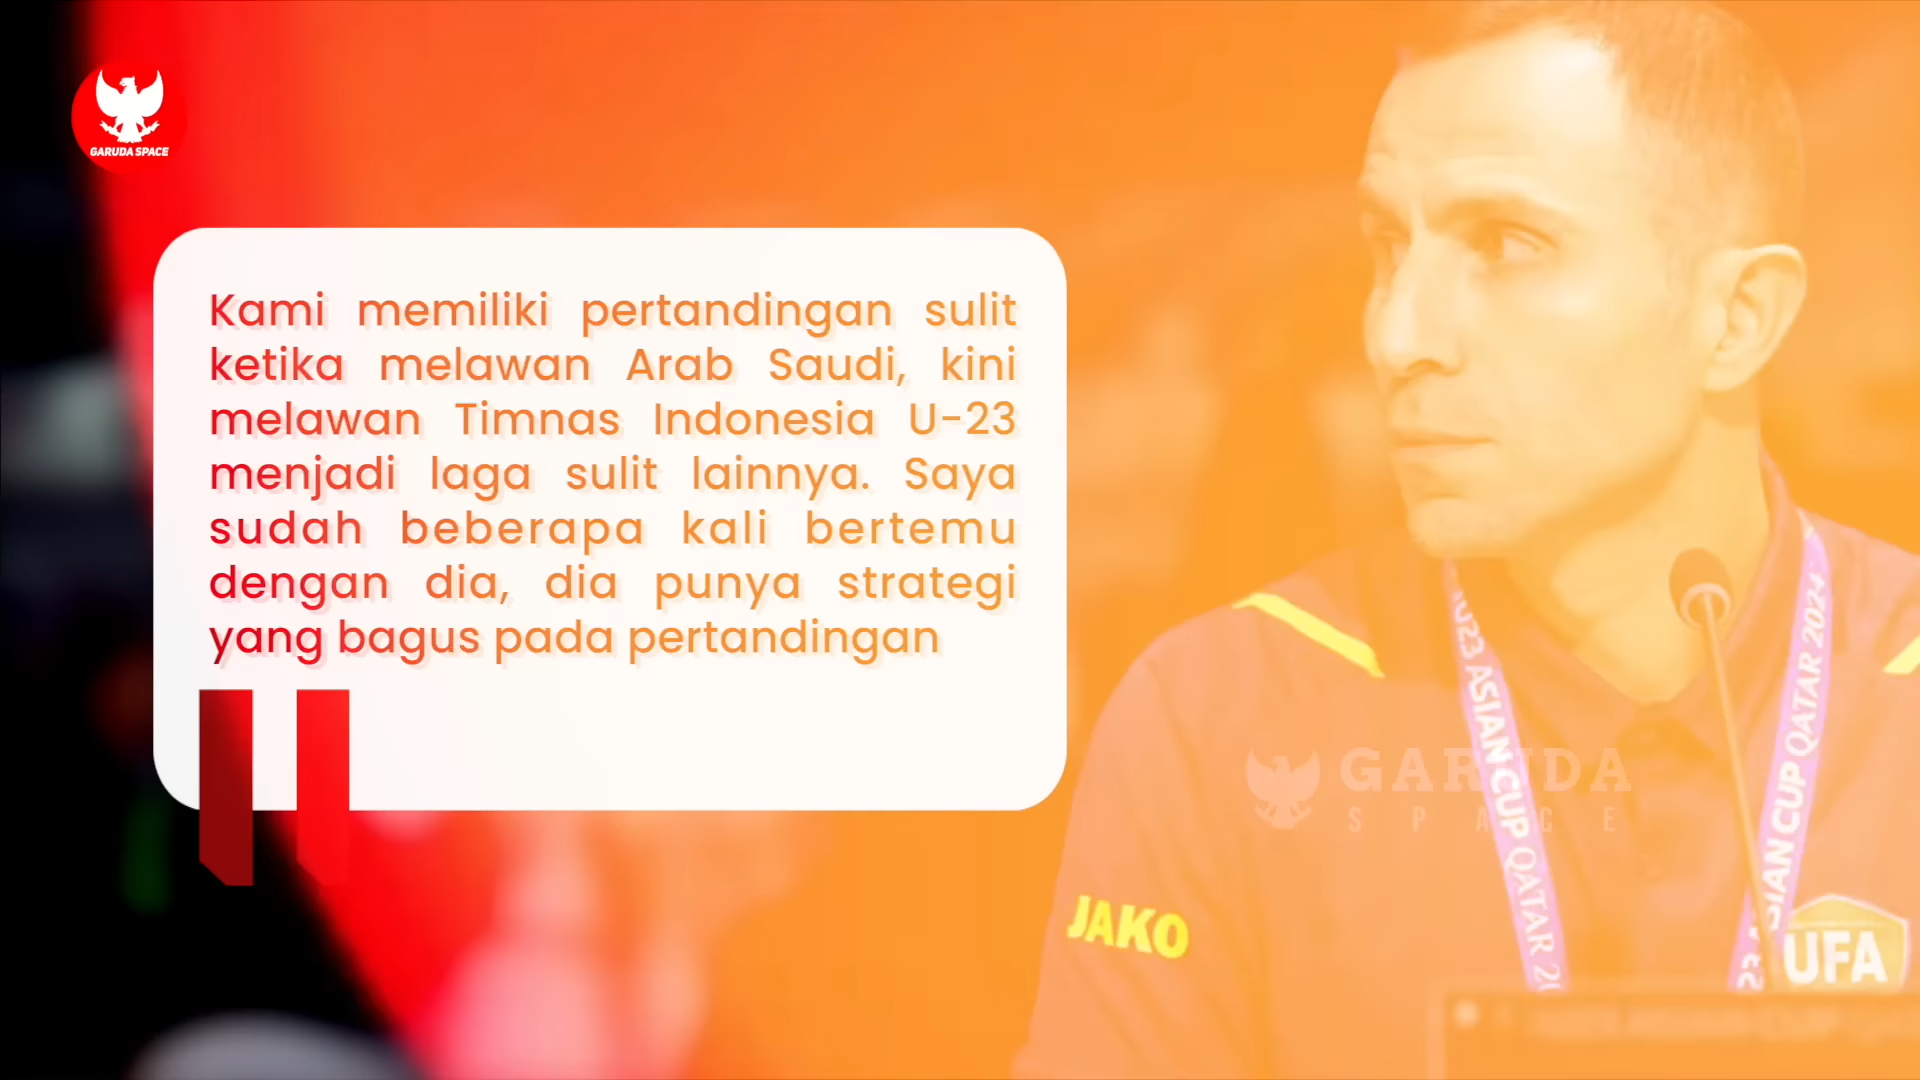 GARUDA SPACE
Kami memiliki pertandingan sulit
ketika melawan Arab Saudi, kini
melawan Timnas Indonesia U-23
menjadi laga sulit lainnya. Saya
sudah beberapa kali bertemu
dengan dia, dia punya strategi
yang bagus pada pertandingan
GARUDA
SPACE
U23 ASIAN CUP QATAR 20
23 ASIAN CUP QATAR 2024
JAKO
UFA